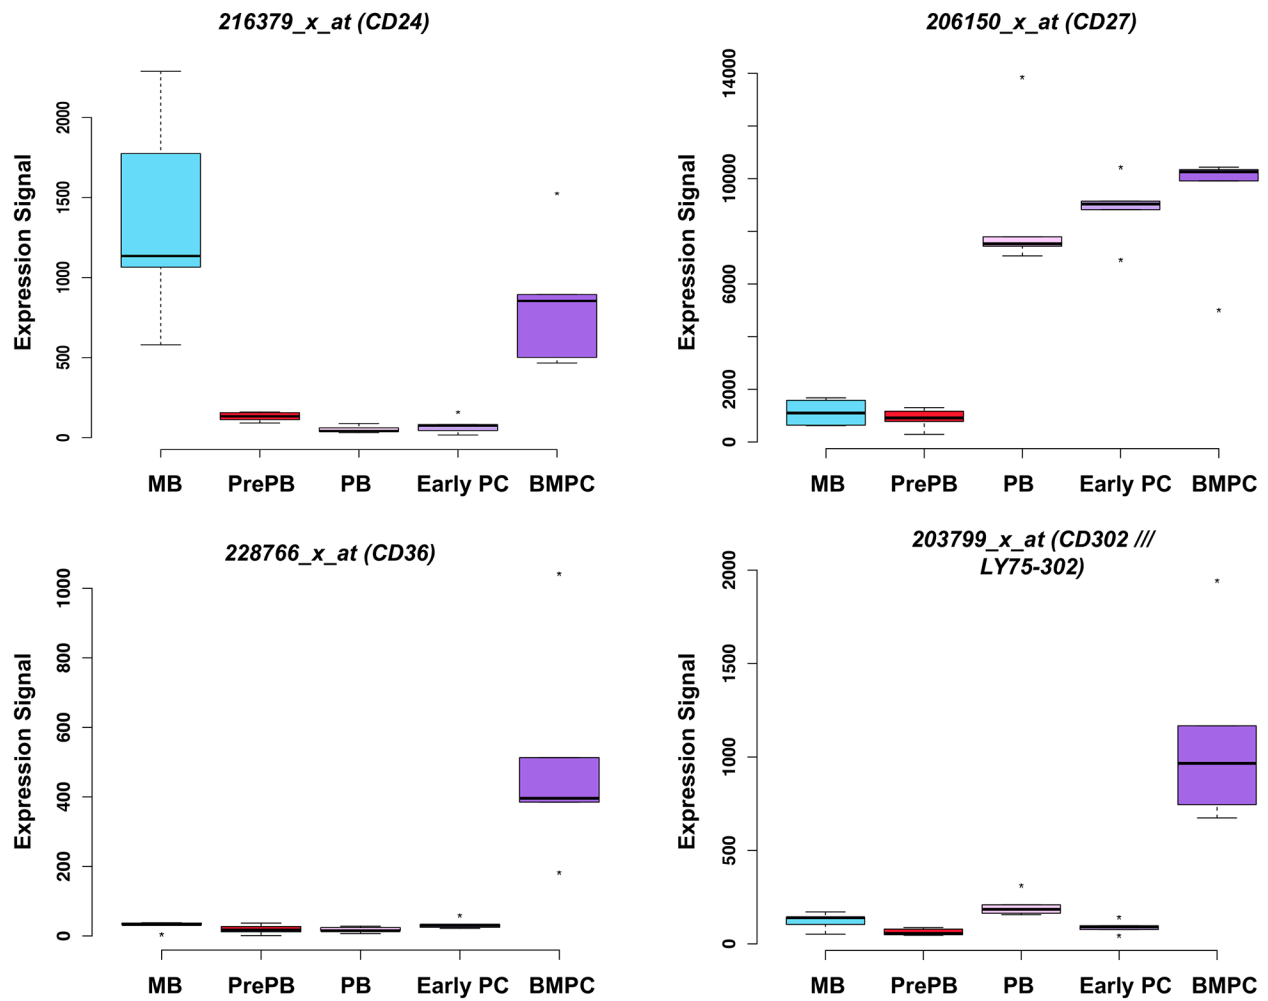 216379_x_at (CD24)
Expression Signal
2000
1500
1000
500
0
MB PrePB PB Early PC BMPC
206150_x_at (CD27)
Expression Signal
14000
10000
6000
2000
0
MB PrePB PB Early PC BMPC
228766_x_at (CD36)
Expression Signal
1000
800
600
400
200
0
MB PrePB PB Early PC BMPC
203799_x_at (CD302 ///
LY75-302)
Expression Signal
2000
1500
1000
500
0
MB PrePB PB Early PC BMPC